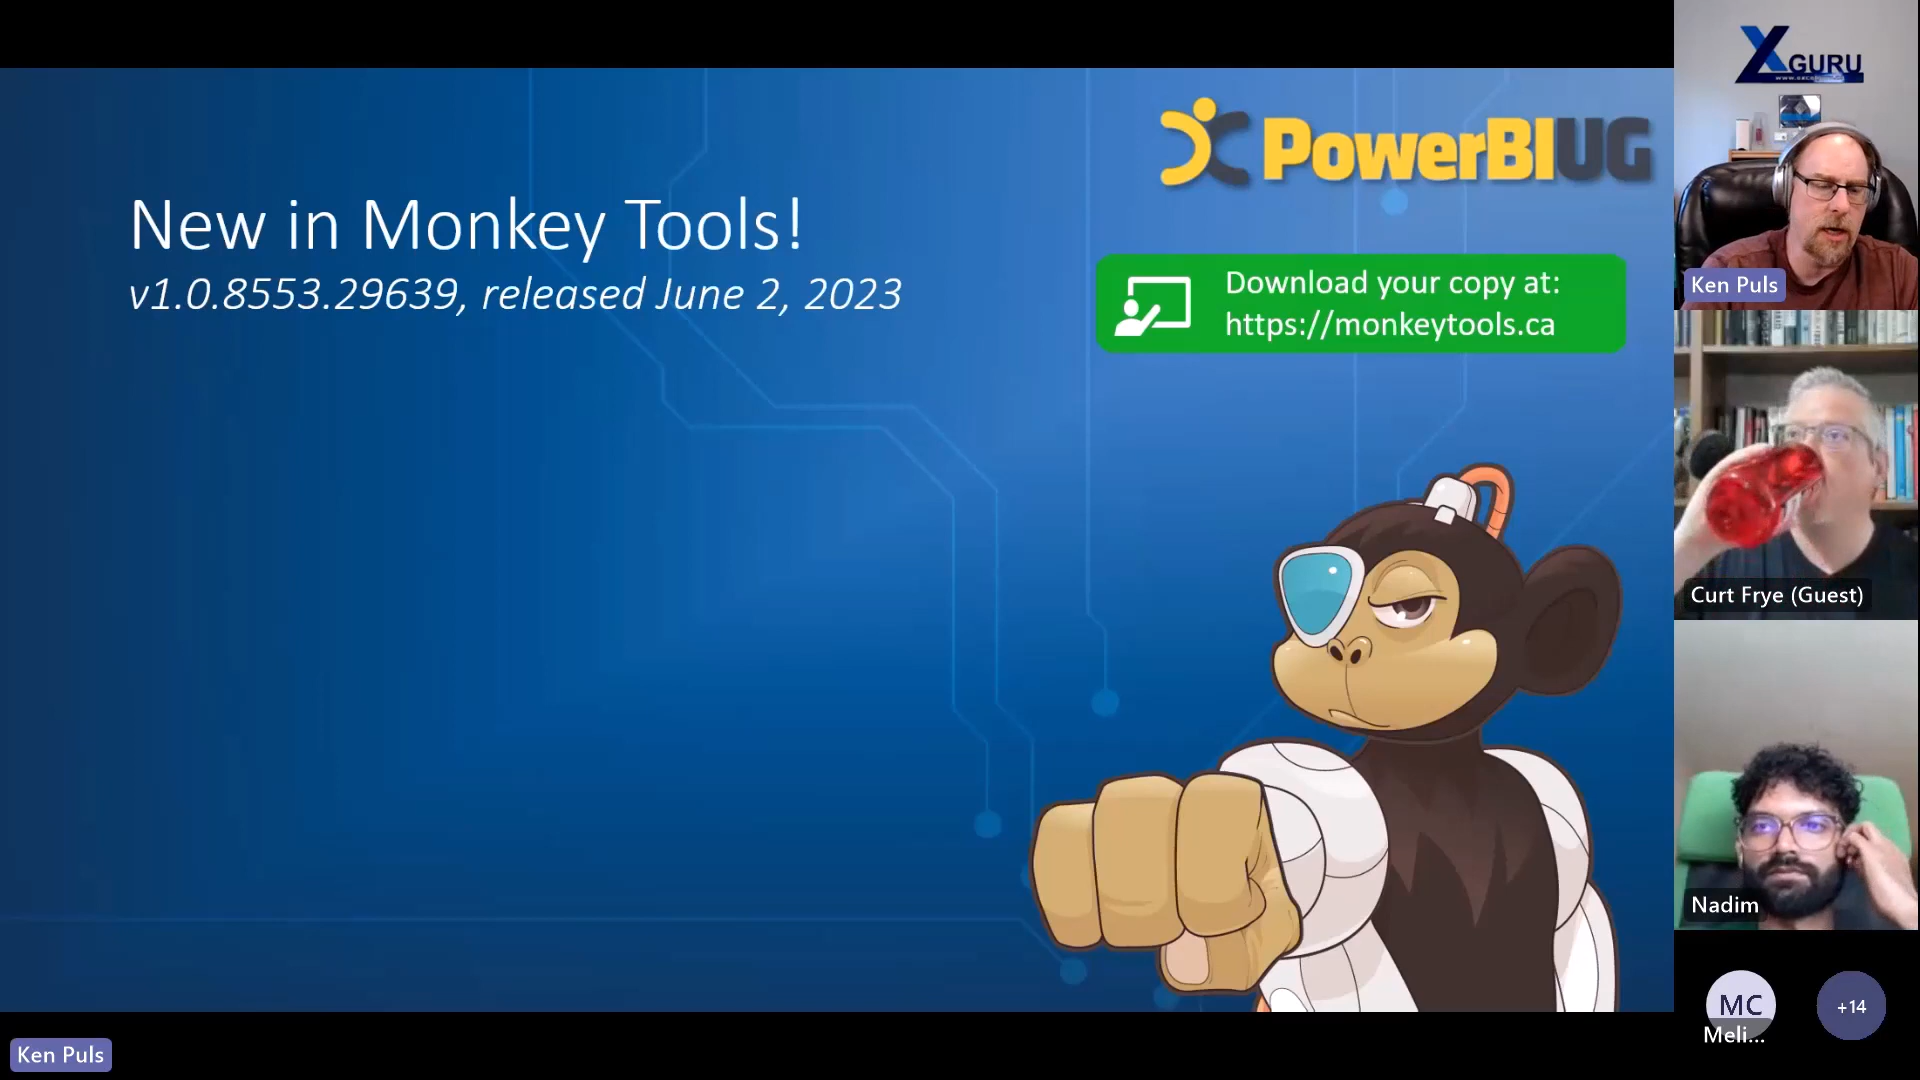 New in Monkey Tools!
v1.0.8553.29639, released June 2, 2023
PowerBIUG
Download your copy at:
https://monkeytools.ca
XGURU
Ken Puls
Curt Frye (Guest)
Nadim
MC
Meli...
+14
Ken Puls